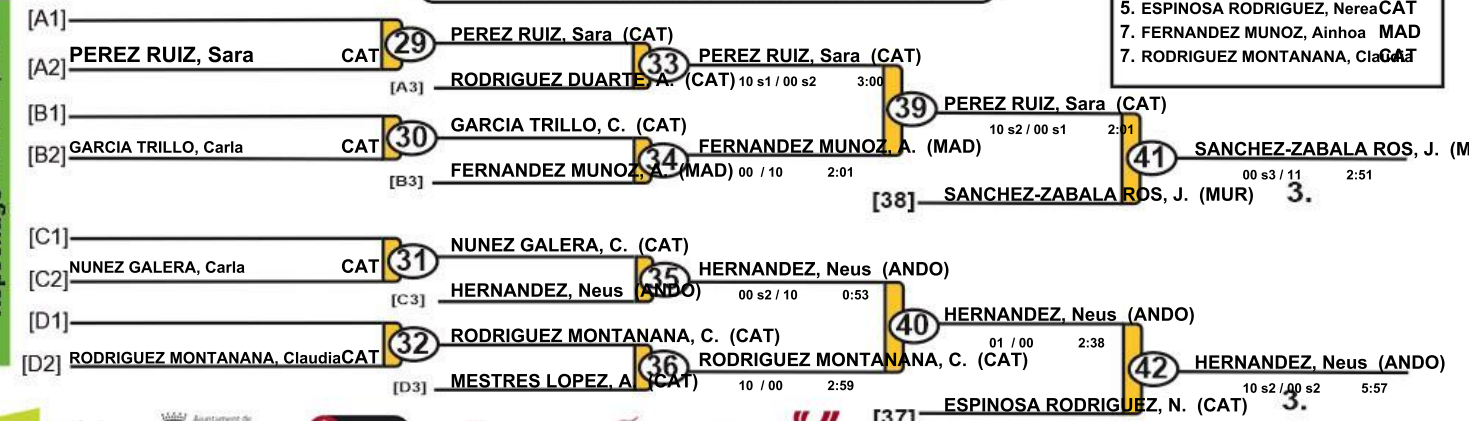 5. ESPINOSA RODRIGUEZ, Nerea CAT
7. FERNANDEZ MUNOZ, Ainhoa MAD
7. RODRIGUEZ MONTANANA, Claudia CAT
[A1]
[A2] PEREZ RUIZ, Sara CAT
29
PEREZ RUIZ, Sara (CAT)
[A3] RODRIGUEZ DUARTE, A. (CAT)
33
PEREZ RUIZ, Sara (CAT)
10 s1 / 00 s2 3:00
[B1]
[B2] GARCIA TRILLO, Carla CAT
30
GARCIA TRILLO, C. (CAT)
[B3] FERNANDEZ MUNOZ, A. (MAD)
34
FERNANDEZ MUNOZ, A. (MAD)
00 / 10 2:01
39
PEREZ RUIZ, Sara (CAT)
10 s2 / 00 s1 2:01
[38] SANCHEZ-ZABALA ROS, J. (MUR)
41
SANCHEZ-ZABALA ROS, J. (M
00 s3 / 11 2:51
3.
[C1]
[C2] NUNEZ GALERA, Carla CAT
31
NUNEZ GALERA, C. (CAT)
[C3] HERNANDEZ, Neus (ANDO)
35
HERNANDEZ, Neus (ANDO)
00 s2 / 10 0:53
[D1]
[D2] RODRIGUEZ MONTANANA, Claudia CAT
32
RODRIGUEZ MONTANANA, C. (CAT)
[D3] MESTRES LOPEZ, A. (CAT)
36
RODRIGUEZ MONTANANA, C. (CAT)
10 / 00 2:59
40
HERNANDEZ, Neus (ANDO)
01 / 00 2:38
[37] ESPINOSA RODRIGUEZ, N. (CAT)
42
HERNANDEZ, Neus (ANDO)
10 s2 / 00 s2 5:57
3.
Ajuntament de